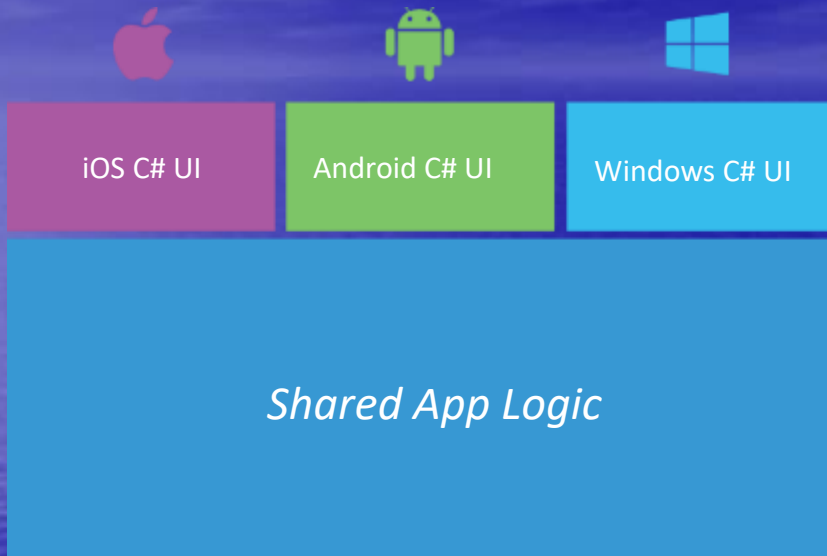 iOS C# UI
Android C# UI
Windows C# UI
Shared App Logic